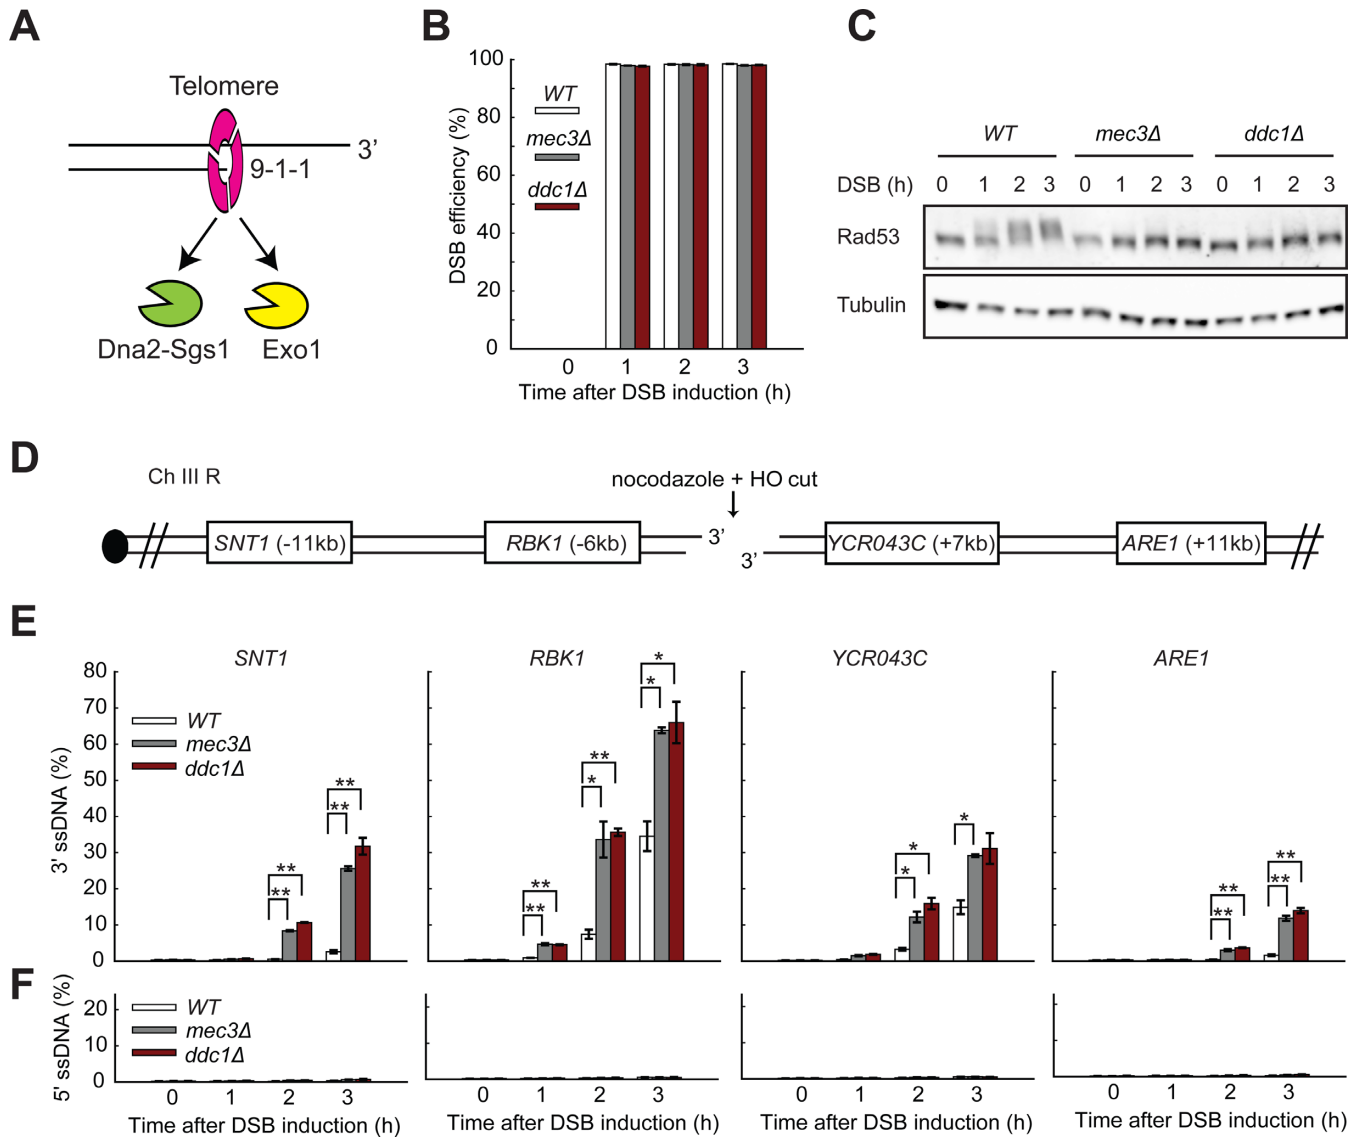 A
Telomere
3’
9-1-1
Dna2-Sgs1
Exo1
B
DSB efficiency (%)
100
80
60
40
20
0
WT
mec3Δ
ddc1Δ
0 1 2 3
Time after DSB induction (h)
C
WT mec3Δ ddc1Δ
DSB (h) 0 1 2 3 0 1 2 3 0 1 2 3
Rad53
Tubulin
D
Ch III R
nocodazole + HO cut
SNT1 (-11kb)
RBK1 (-6kb)
3’
3’
YCR043C (+7kb)
ARE1 (+11kb)
E
SNT1 RBK1 YCR043C ARE1
3' ssDNA (%)
80
70
60
50
40
30
20
10
0
WT
mec3Δ
ddc1Δ
**
**
**
**
**
**
**
*
*
*
*
*
*
**
**
**
**
F
5' ssDNA (%)
20
10
0
WT
mec3Δ
ddc1Δ
0 1 2 3 0 1 2 3 0 1 2 3 0 1 2 3
Time after DSB induction (h) Time after DSB induction (h) Time after DSB induction (h) Time after DSB induction (h)